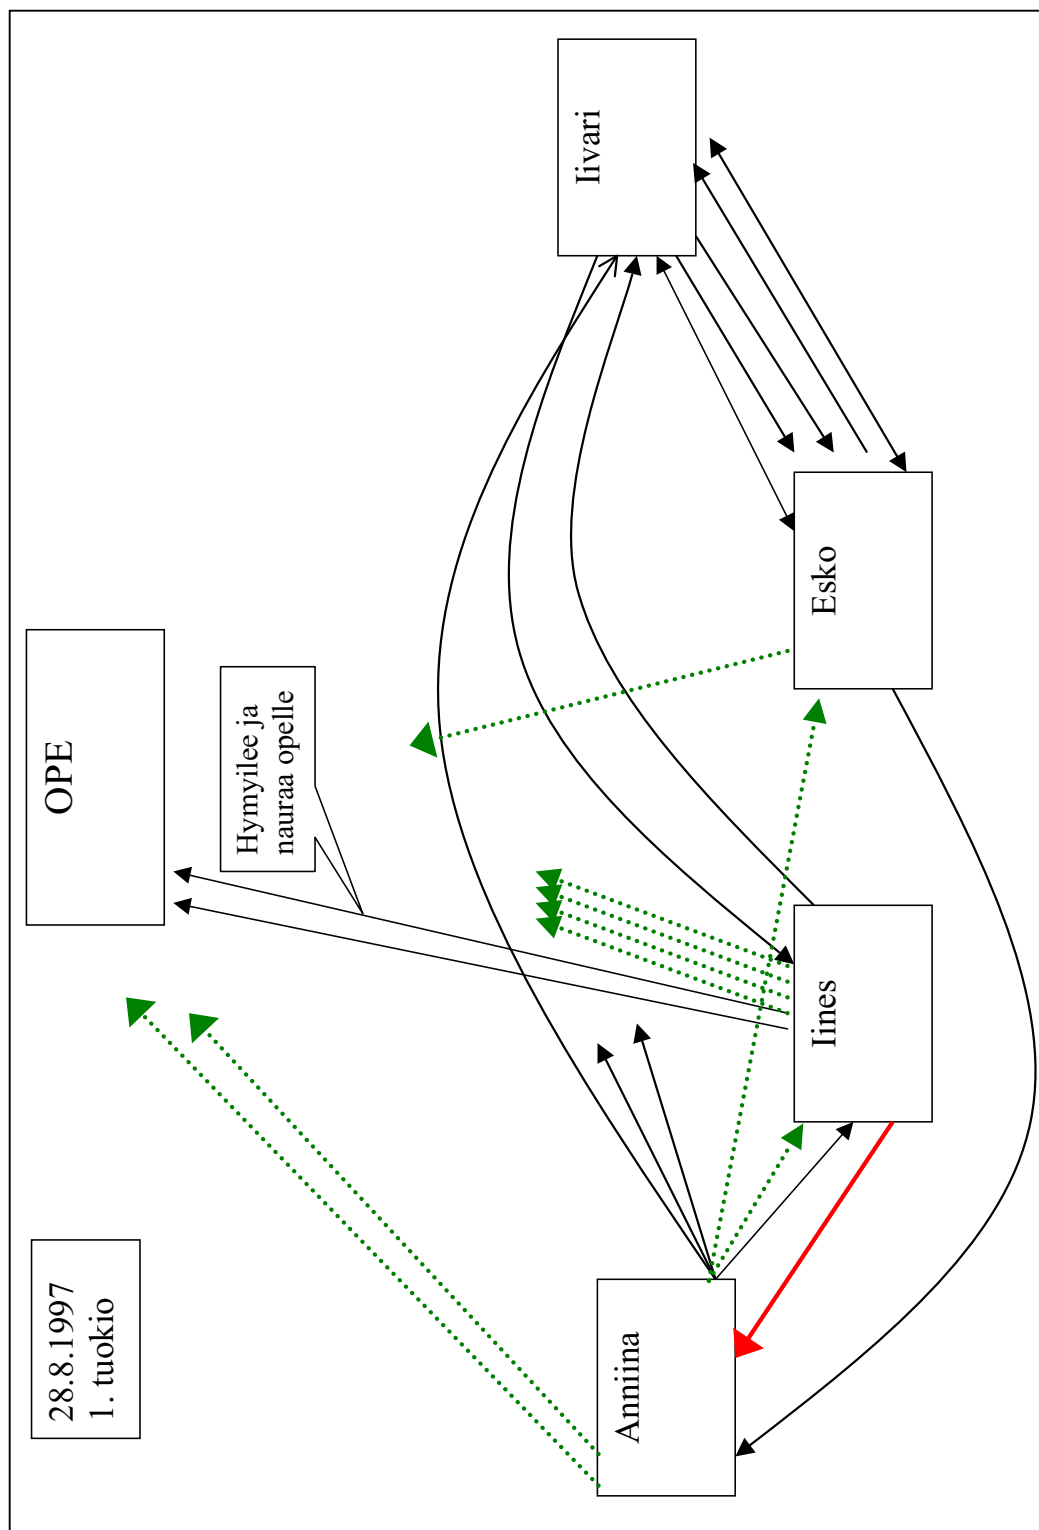 28.8.1997
1. tuokio
OPE
Hymyilee ja
nauraa opelle
Anniina
Iines
Esko
Iivari